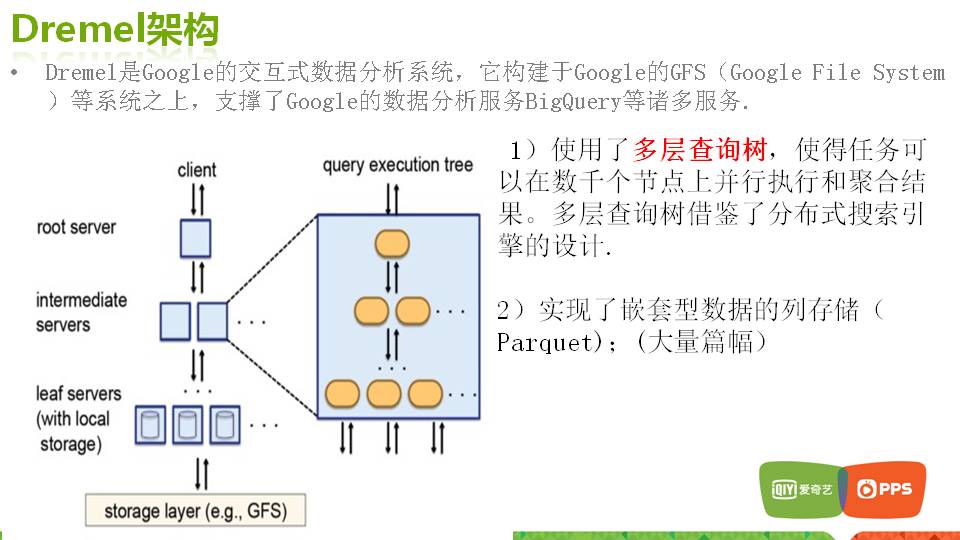 Dremel架构
• Dremel是Google的交互式数据分析系统，它构建于Google的GFS（Google File System
）等系统之上，支撑了Google的数据分析服务BigQuery等诸多服务.
client
root server
intermediate
servers
. . .
. . .
leaf servers
(with local
storage)
. . .
storage layer (e.g., GFS)
query execution tree
. . .
. . .
. . .
1）使用了多层查询树，使得任务可
以在数千个节点上并行执行和聚合结
果。多层查询树借鉴了分布式搜索引
擎的设计.
2）实现了嵌套型数据的列存储（
Parquet)；(大量篇幅）
iQIYI 爱奇艺
PPS